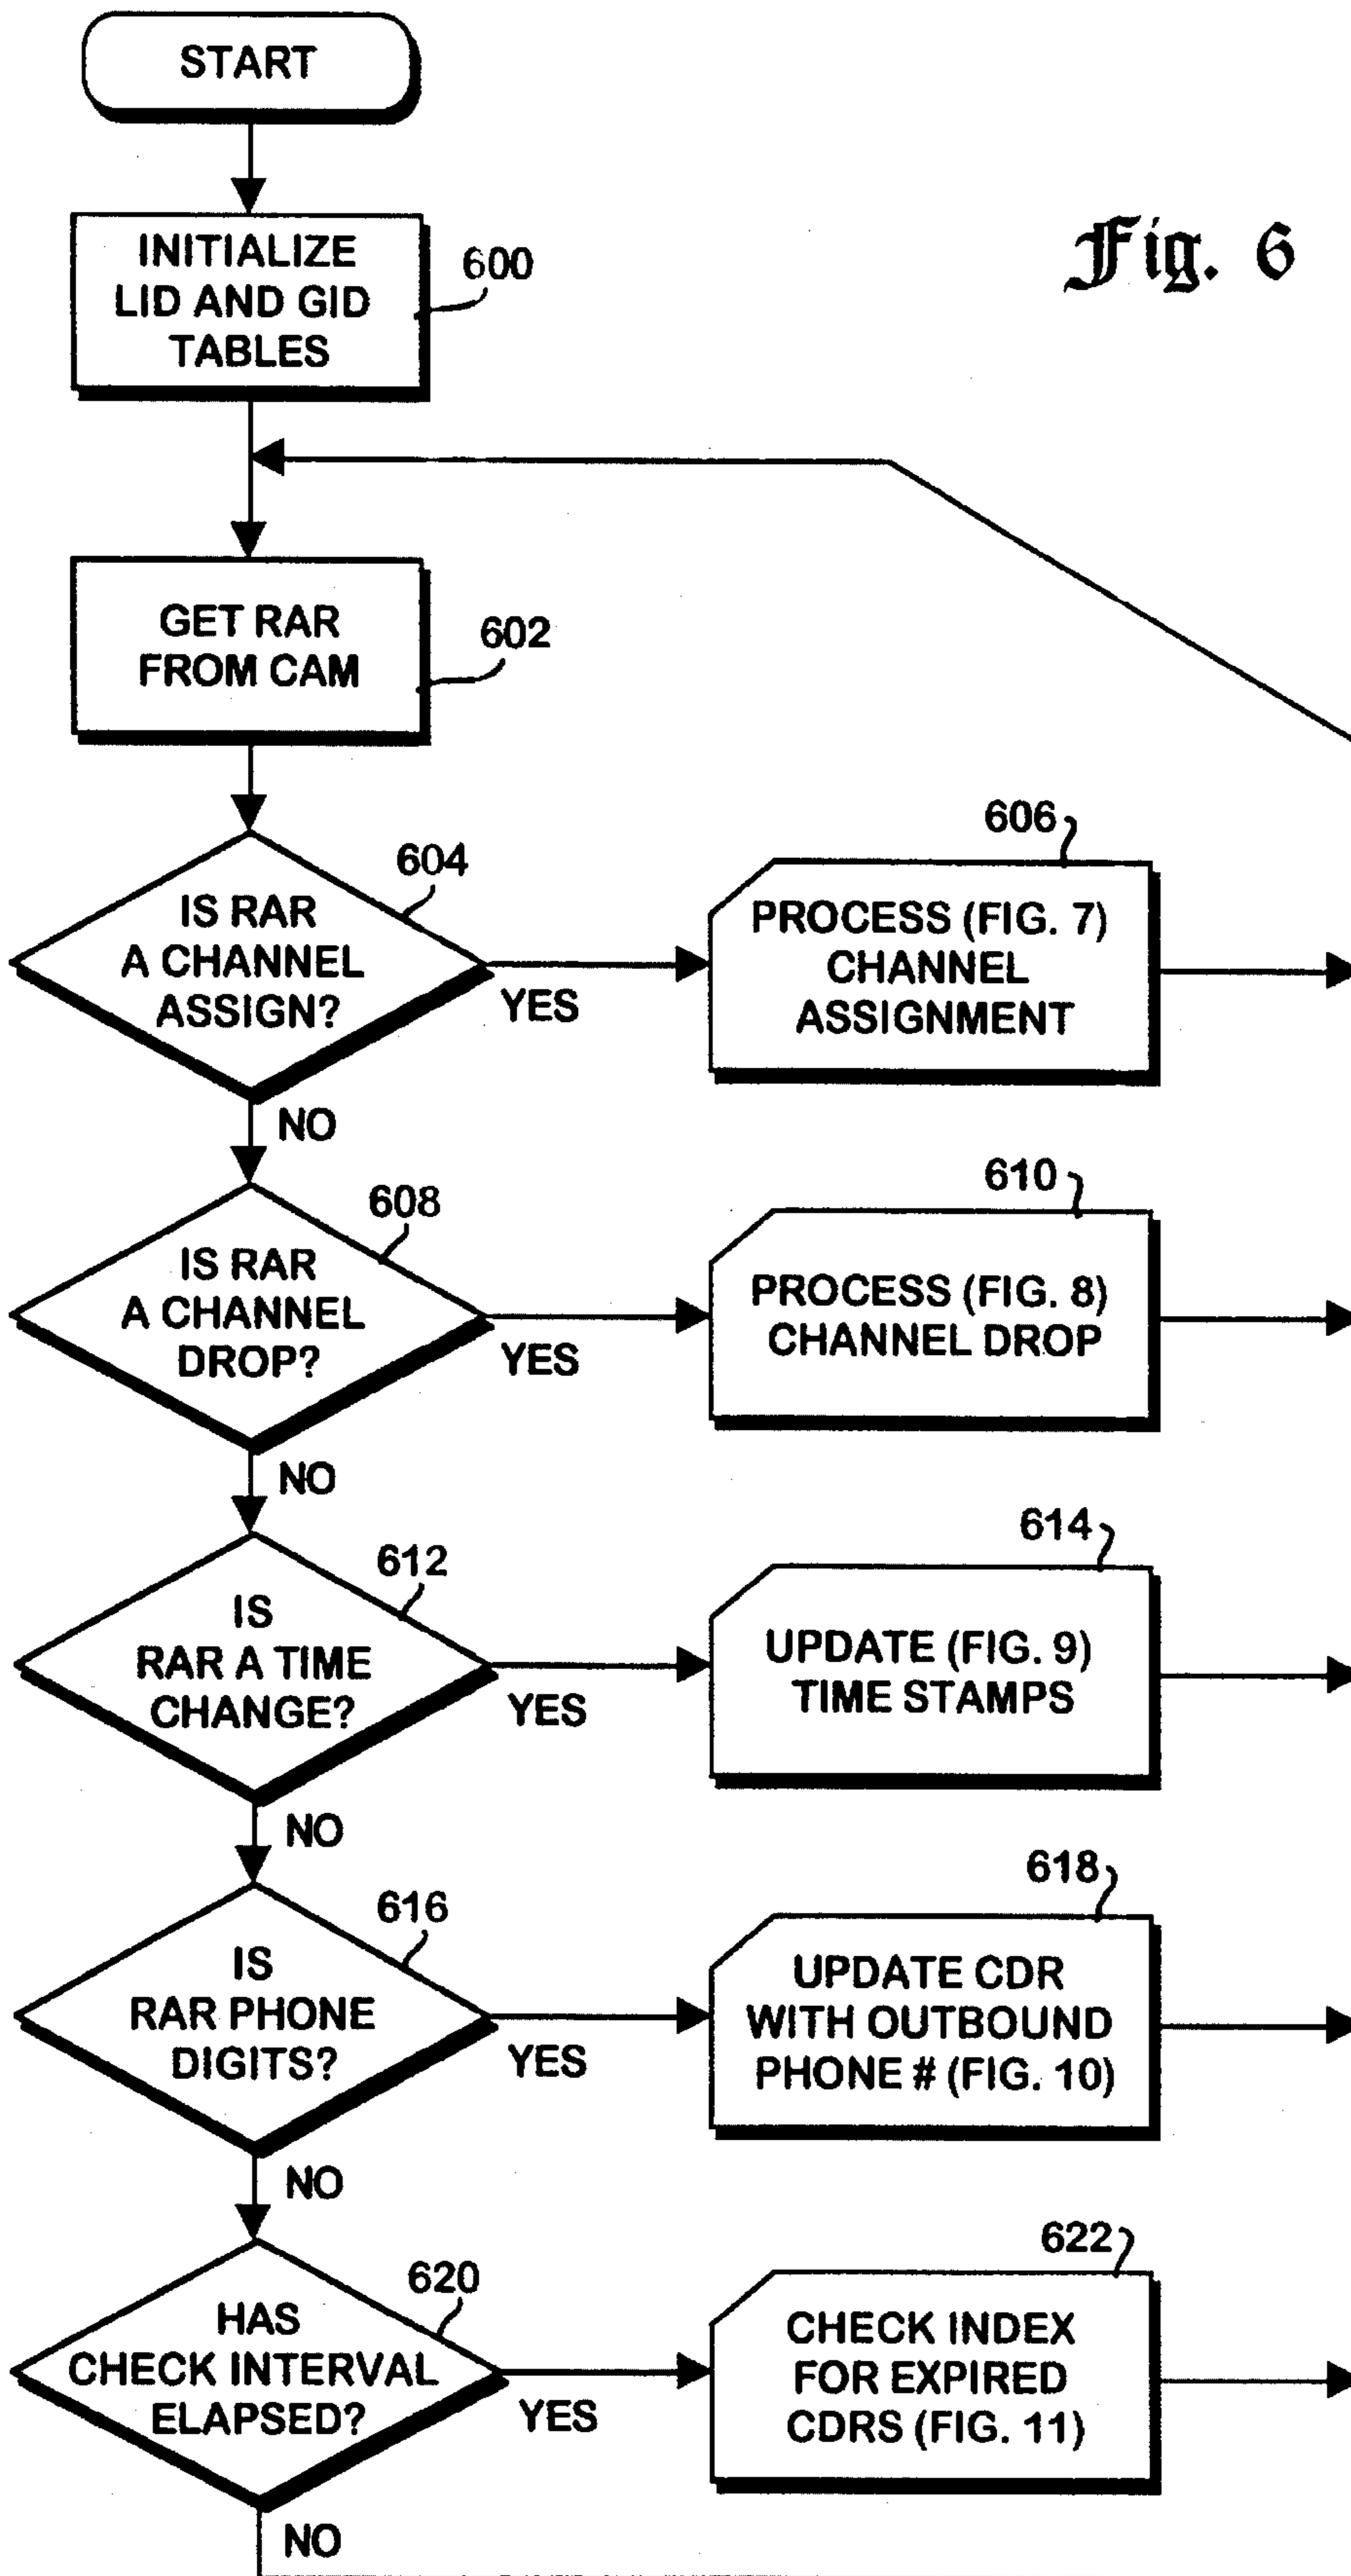 START
INITIALIZE
LID AND GID
TABLES
600
Fig. 6
GET RAR
FROM CAM
602
604
IS RAR
A CHANNEL
ASSIGN?
YES
NO
606
PROCESS (FIG. 7)
CHANNEL
ASSIGNMENT
608
IS RAR
A CHANNEL
DROP?
YES
NO
610
PROCESS (FIG. 8)
CHANNEL DROP
612
IS
RAR A TIME
CHANGE?
YES
NO
614
UPDATE (FIG. 9)
TIME STAMPS
616
IS
RAR PHONE
DIGITS?
YES
NO
618
UPDATE CDR
WITH OUTBOUND
PHONE # (FIG. 10)
620
HAS
CHECK INTERVAL
ELAPSED?
YES
NO
622
CHECK INDEX
FOR EXPIRED
CDRS (FIG. 11)